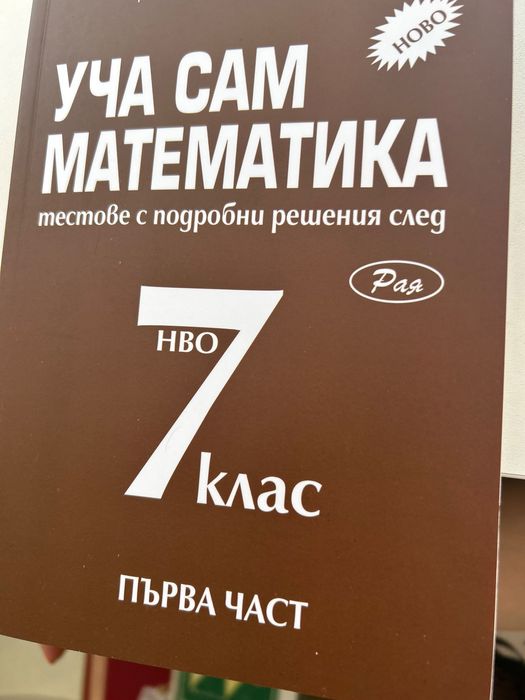 НОВО
УЧА САМ
МАТЕМАТИКА
тестове с подробни решения след
Рая
НВО
7
клас
ПЪРВА ЧАСТ